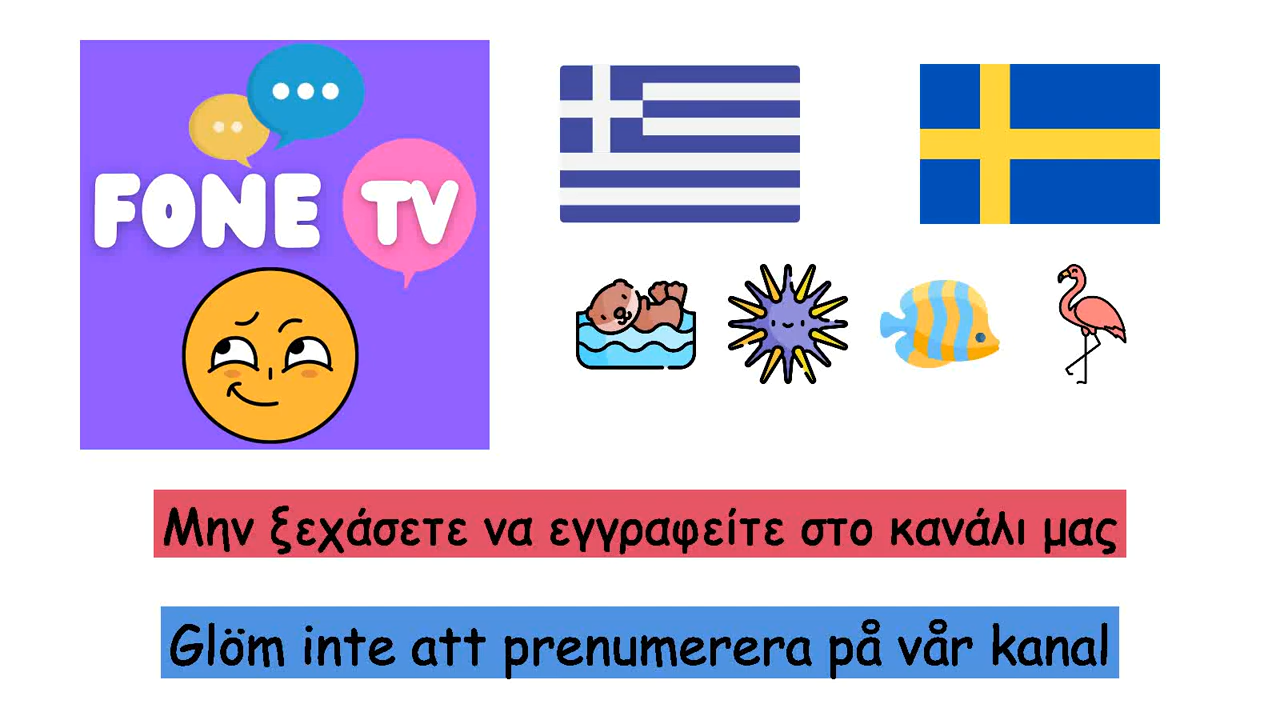 FONE TV
Μην ξεχάσετε να εγγραφείτε στο κανάλι μας
Glöm inte att prenumerera på vår kanal